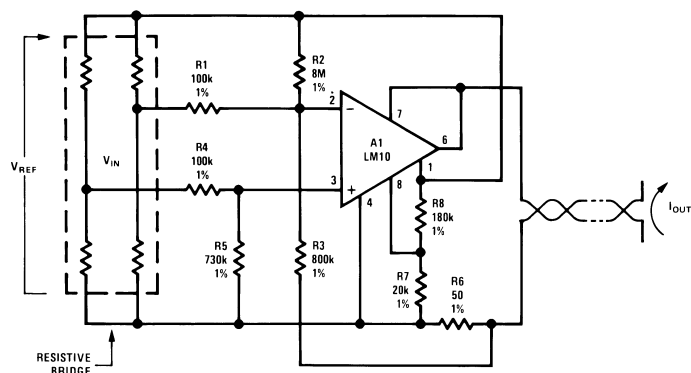 R1
100k
1%
R2
8M
1%
2
−
7
A1
LM10
6
1
VREF
VIN
R4
100k
1%
3
+
8
4
R8
180k
1%
IOUT
R5
730k
1%
R3
800k
1%
R7
20k
1%
R6
50
1%
RESISTIVE
BRIDGE